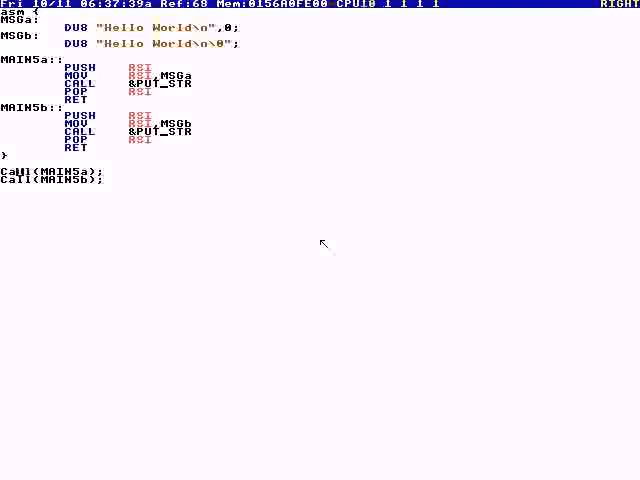 Fri 10/11 06:37:39a Ref:68 Mem:0156A0FE00 CPU10 1 1 1 1 RIGHT
asm {
MSGa:
DU8 "Hello World\n",0;
MSGb:
DU8 "Hello World\n\0";
MAIN5a::
PUSH RSI
MOV RSI,MSGa
CALL &PUT_STR
POP RSI
RET
MAIN5b::
PUSH RSI
MOV RSI,MSGb
CALL &PUT_STR
POP RSI
RET
}
Call(MAIN5a);
Call(MAIN5b);